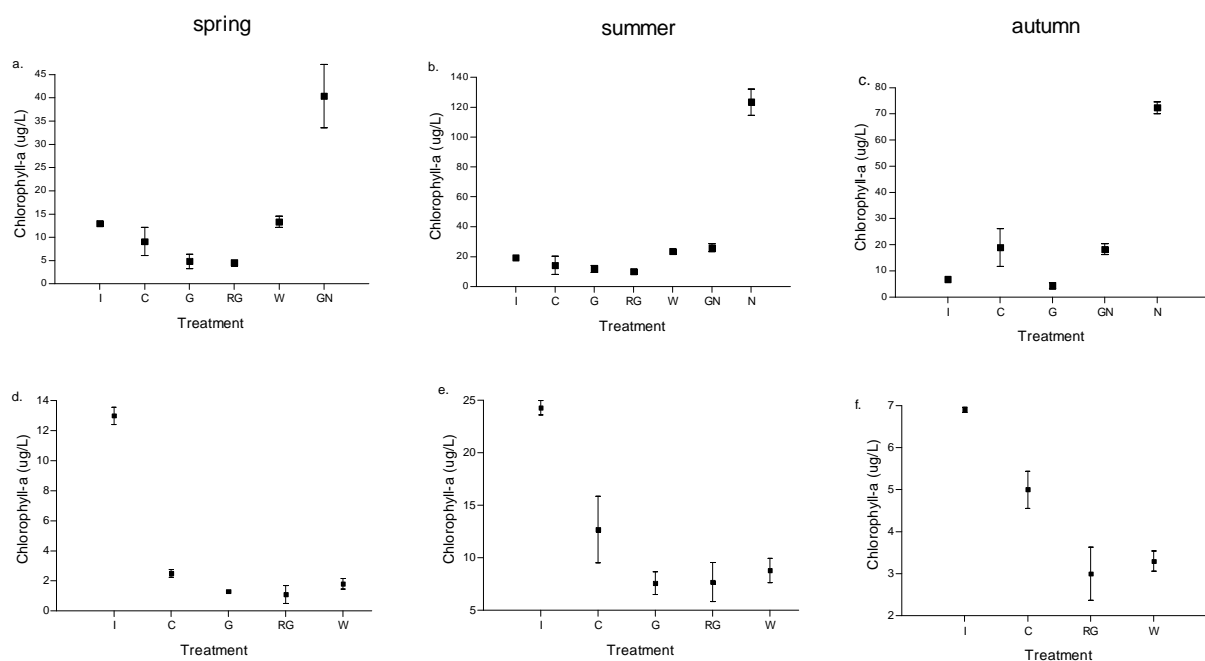 spring
summer
autumn
a.
Chlorophyll-a (ug/L)
45
40
35
30
25
20
15
10
5
0
I C G RG W GN
Treatment
b.
Chlorophyll-a (ug/L)
140
120
100
80
60
40
20
0
I C G RG W GN N
Treatment
c.
Chlorophyll-a (ug/L)
80
70
60
50
40
30
20
10
0
I C G GN N
Treatment
d.
Chlorophyll-a (ug/L)
14
12
10
8
6
4
2
0
I C G RG W
Treatment
e.
Chlorophyll-a (ug/L)
25
20
15
10
5
I C G RG W
Treatment
f.
Chlorophyll-a (ug/L)
7
6
5
4
3
2
I C RG W
Treatment